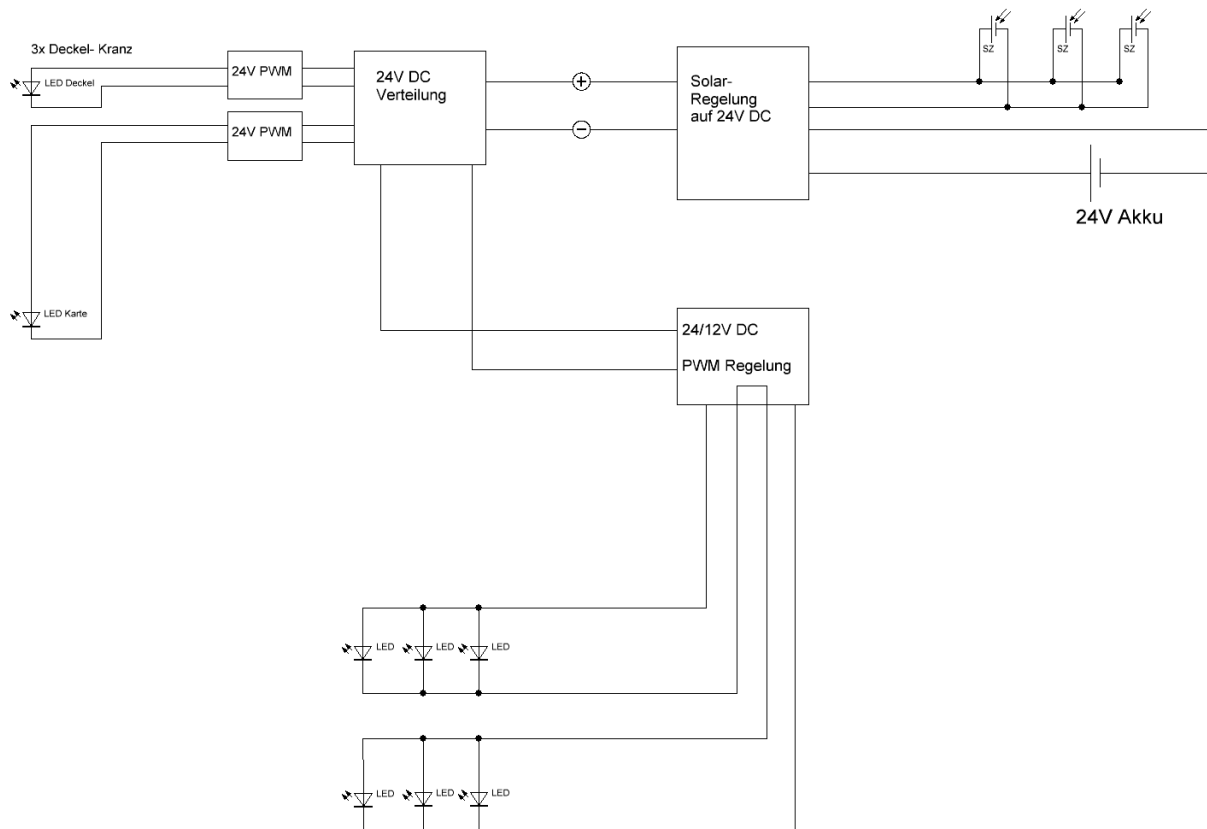 3x Deckel- Kranz
LED Deckel
24V PWM
24V PWM
24V DC
Verteilung
+
−
Solar-
Regelung
auf 24V DC
SZ
SZ
SZ
24V Akku
LED Karte
24/12V DC
PWM Regelung
LED
LED
LED
LED
LED
LED